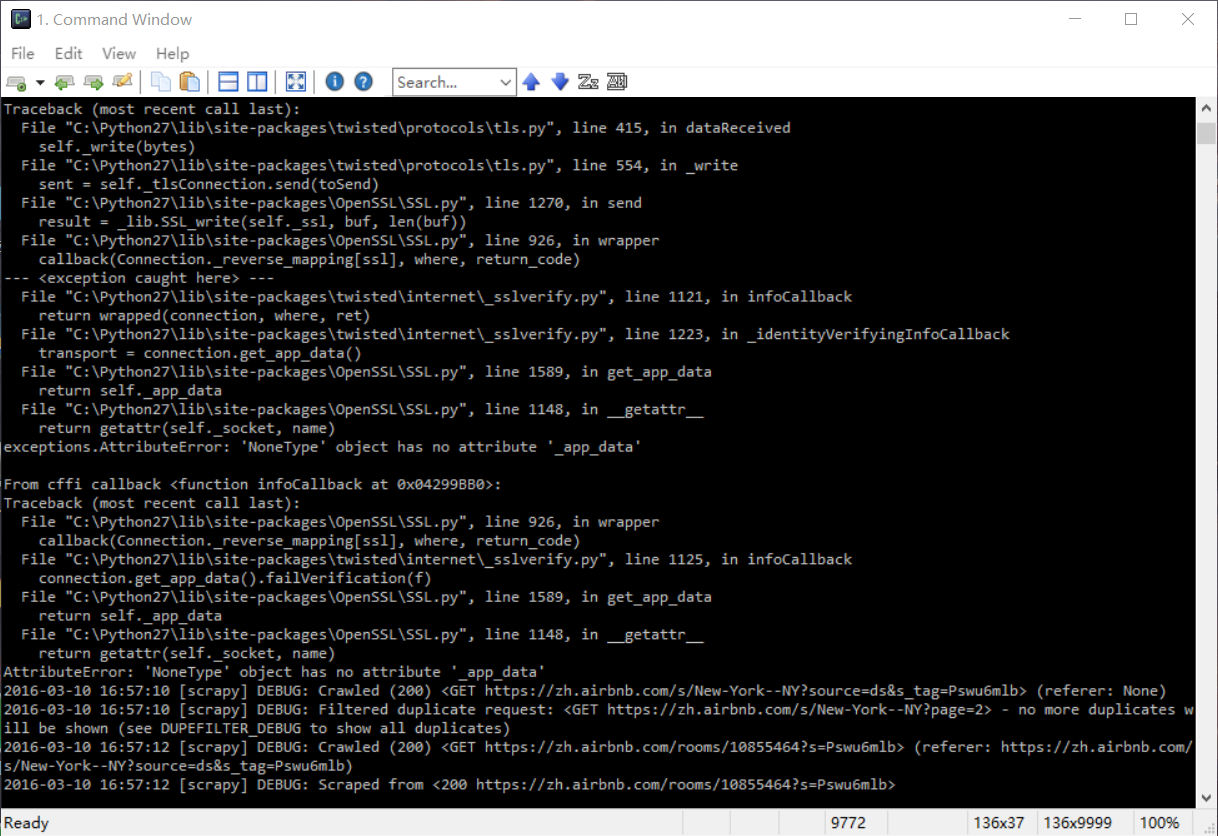 1. Command Window
File Edit View Help
Search...
Traceback (most recent call last):
  File "C:\Python27\lib\site-packages\twisted\protocols\tls.py", line 415, in dataReceived
    self._write(bytes)
  File "C:\Python27\lib\site-packages\twisted\protocols\tls.py", line 554, in _write
    sent = self._tlsConnection.send(toSend)
  File "C:\Python27\lib\site-packages\OpenSSL\SSL.py", line 1270, in send
    result = _lib.SSL_write(self._ssl, buf, len(buf))
  File "C:\Python27\lib\site-packages\OpenSSL\SSL.py", line 926, in wrapper
    callback(Connection._reverse_mapping[ssl], where, return_code)
--- <exception caught here> ---
  File "C:\Python27\lib\site-packages\twisted\internet\_sslverify.py", line 1121, in infoCallback
    return wrapped(connection, where, ret)
  File "C:\Python27\lib\site-packages\twisted\internet\_sslverify.py", line 1223, in _identityVerifyingInfoCallback
    transport = connection.get_app_data()
  File "C:\Python27\lib\site-packages\OpenSSL\SSL.py", line 1589, in get_app_data
    return self._app_data
  File "C:\Python27\lib\site-packages\OpenSSL\SSL.py", line 1148, in __getattr__
    return getattr(self._socket, name)
exceptions.AttributeError: 'NoneType' object has no attribute '_app_data'
From cffi callback <function infoCallback at 0x04299BB0>:
Traceback (most recent call last):
  File "C:\Python27\lib\site-packages\OpenSSL\SSL.py", line 926, in wrapper
    callback(Connection._reverse_mapping[ssl], where, return_code)
  File "C:\Python27\lib\site-packages\twisted\internet\_sslverify.py", line 1125, in infoCallback
    connection.get_app_data().failVerification(f)
  File "C:\Python27\lib\site-packages\OpenSSL\SSL.py", line 1589, in get_app_data
    return self._app_data
  File "C:\Python27\lib\site-packages\OpenSSL\SSL.py", line 1148, in __getattr__
    return getattr(self._socket, name)
AttributeError: 'NoneType' object has no attribute '_app_data'
2016-03-10 16:57:10 [scrapy] DEBUG: Crawled (200) <GET https://zh.airbnb.com/s/New-York--NY?source=ds&s_tag=Pswu6mlb> (referer: None)
2016-03-10 16:57:10 [scrapy] DEBUG: Filtered duplicate request: <GET https://zh.airbnb.com/s/New-York--NY?page=2> - no more duplicates w
ill be shown (see DUPEFILTER_DEBUG to show all duplicates)
2016-03-10 16:57:12 [scrapy] DEBUG: Crawled (200) <GET https://zh.airbnb.com/rooms/10855464?s=Pswu6mlb> (referer: https://zh.airbnb.com/
s/New-York--NY?source=ds&s_tag=Pswu6mlb)
2016-03-10 16:57:12 [scrapy] DEBUG: Scraped from <200 https://zh.airbnb.com/rooms/10855464?s=Pswu6mlb>
Ready 9772 136x37 136x9999 100%